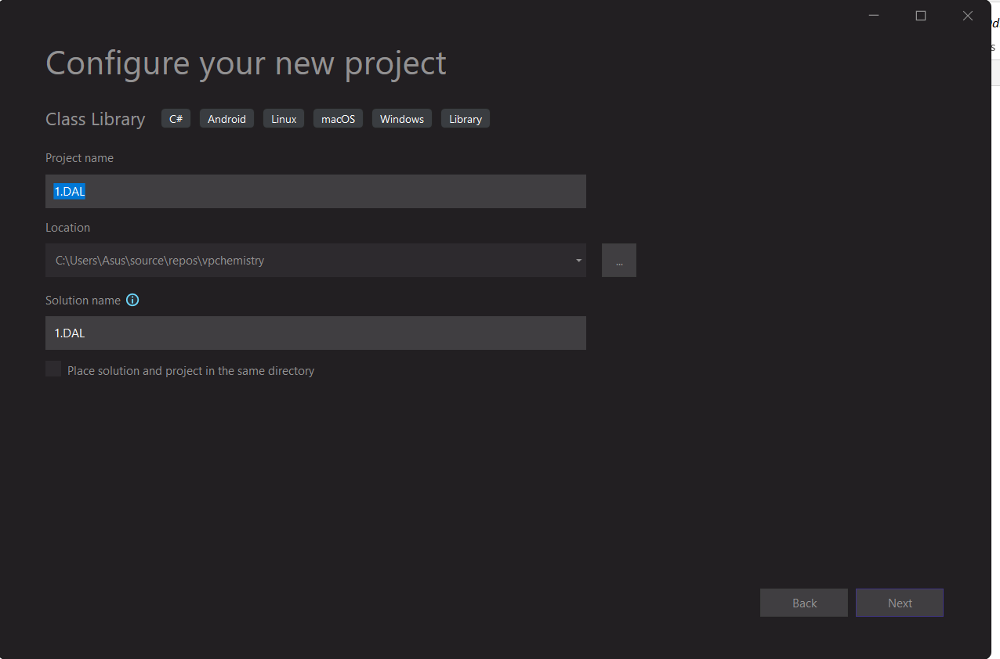 Configure your new project
Class Library C# Android Linux macOS Windows Library
Project name
1.DAL
Location
C:\Users\Asus\source\repos\vpchemistry
...
Solution name
1.DAL
Place solution and project in the same directory
Back Next